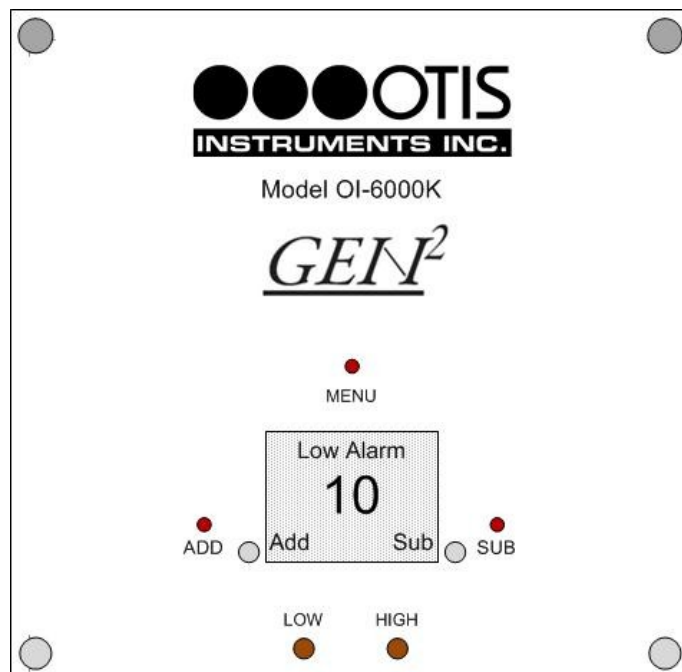 OTIS
INSTRUMENTS INC.
Model OI-6000K
GEN²
MENU
Low Alarm
10
Add Sub
ADD SUB
LOW HIGH